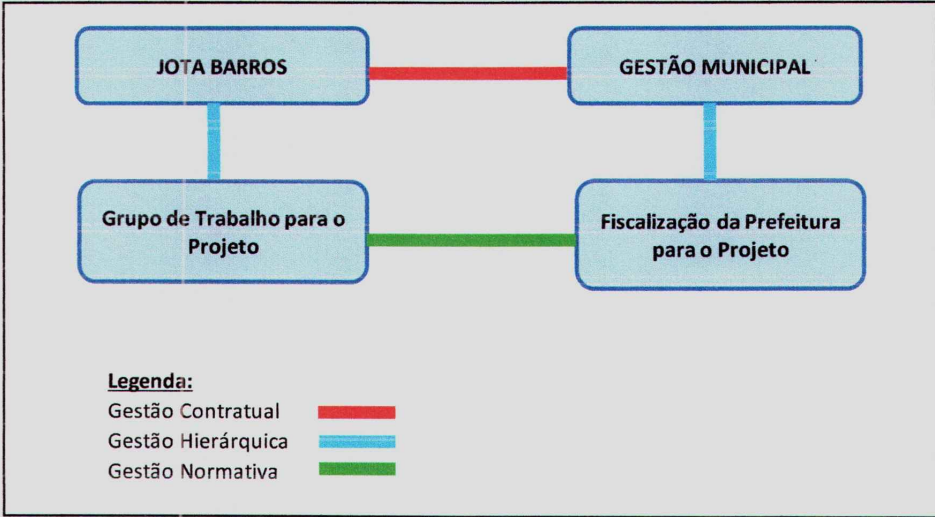 JOTA BARROS
GESTÃO MUNICIPAL
Grupo de Trabalho para o
Projeto
Fiscalização da Prefeitura
para o Projeto
Legenda:
Gestão Contratual
Gestão Hierárquica
Gestão Normativa